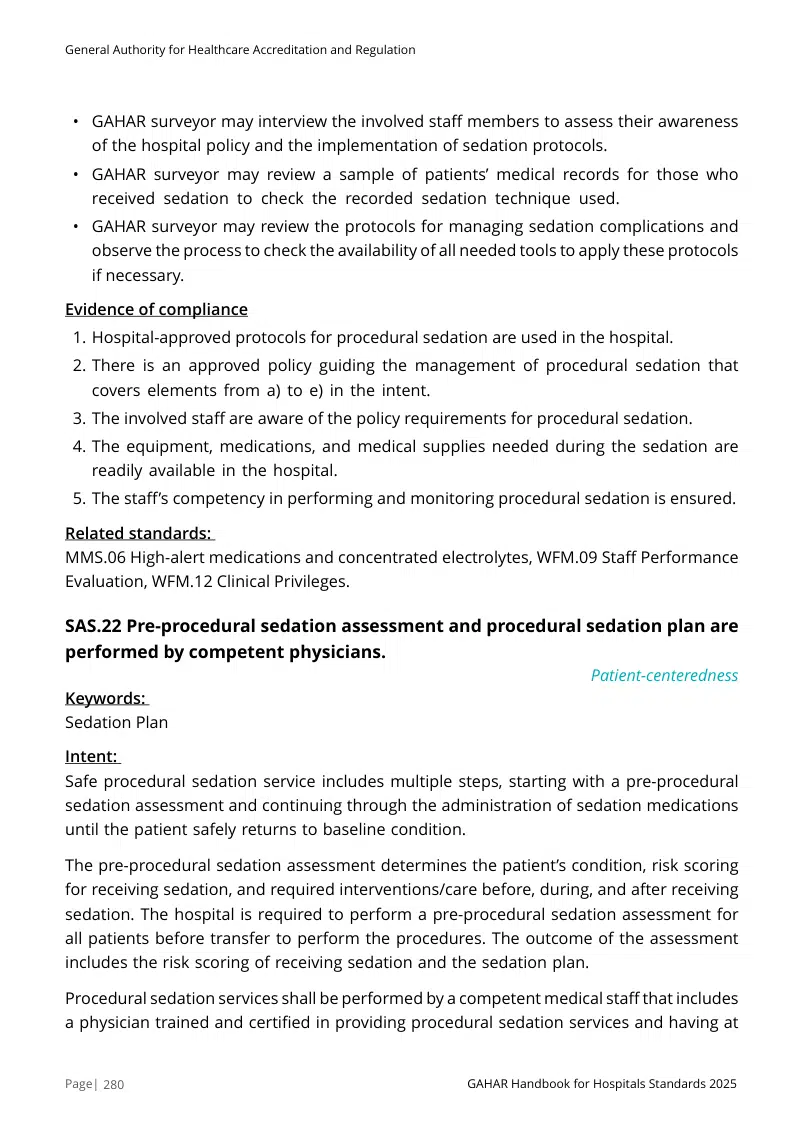 General Authority for Healthcare Accreditation and Regulation
• GAHAR surveyor may interview the involved staff members to assess their awareness
of the hospital policy and the implementation of sedation protocols.
• GAHAR surveyor may review a sample of patients’ medical records for those who
received sedation to check the recorded sedation technique used.
• GAHAR surveyor may review the protocols for managing sedation complications and
observe the process to check the availability of all needed tools to apply these protocols
if necessary.
Evidence of compliance
1. Hospital-approved protocols for procedural sedation are used in the hospital.
2. There is an approved policy guiding the management of procedural sedation that
covers elements from a) to e) in the intent.
3. The involved staff are aware of the policy requirements for procedural sedation.
4. The equipment, medications, and medical supplies needed during the sedation are
readily available in the hospital.
5. The staff’s competency in performing and monitoring procedural sedation is ensured.
Related standards:
MMS.06 High-alert medications and concentrated electrolytes, WFM.09 Staff Performance
Evaluation, WFM.12 Clinical Privileges.
SAS.22 Pre-procedural sedation assessment and procedural sedation plan are
performed by competent physicians.
Patient-centeredness
Keywords:
Sedation Plan
Intent:
Safe procedural sedation service includes multiple steps, starting with a pre-procedural
sedation assessment and continuing through the administration of sedation medications
until the patient safely returns to baseline condition.
The pre-procedural sedation assessment determines the patient’s condition, risk scoring
for receiving sedation, and required interventions/care before, during, and after receiving
sedation. The hospital is required to perform a pre-procedural sedation assessment for
all patients before transfer to perform the procedures. The outcome of the assessment
includes the risk scoring of receiving sedation and the sedation plan.
Procedural sedation services shall be performed by a competent medical staff that includes
a physician trained and certified in providing procedural sedation services and having at
Page| 280
GAHAR Handbook for Hospitals Standards 2025